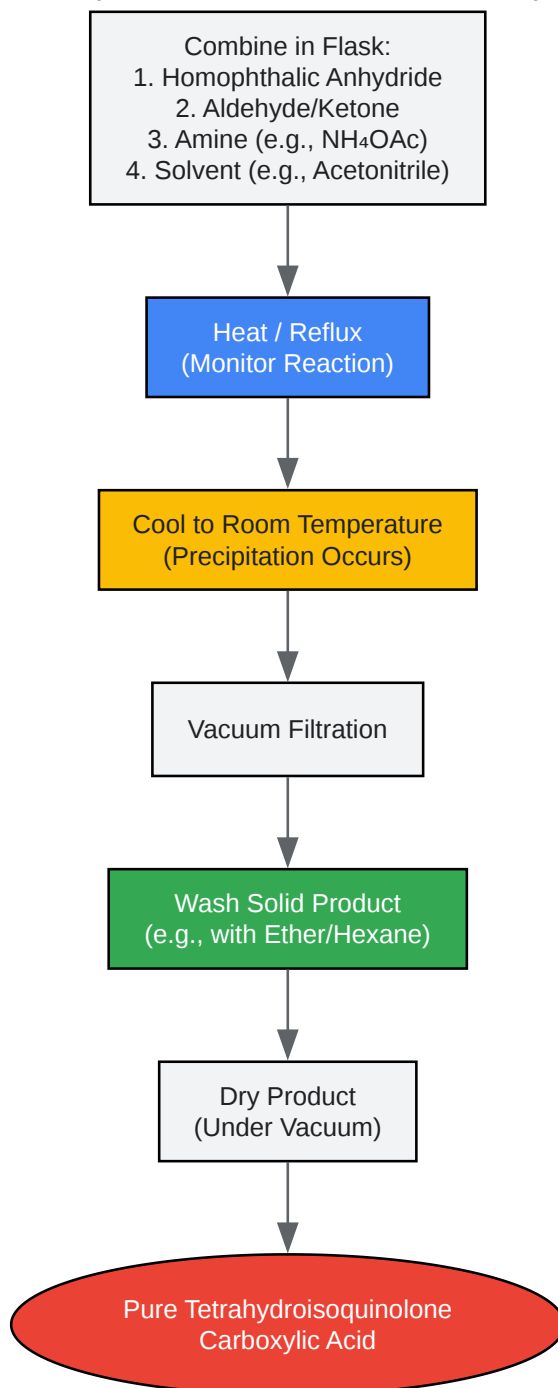 Combine in Flask:
1. Homophthalic Anhydride
2. Aldehyde/Ketone
3. Amine (e.g., NH₄OAc)
4. Solvent (e.g., Acetonitrile)
Heat / Reflux
(Monitor Reaction)
Cool to Room Temperature
(Precipitation Occurs)
Vacuum Filtration
Wash Solid Product
(e.g., with Ether/Hexane)
Dry Product
(Under Vacuum)
Pure Tetrahydroisoquinolone
Carboxylic Acid